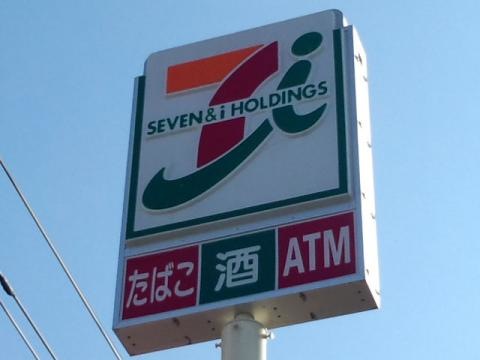 SEVEN&i HOLDINGS
たばこ 酒 ATM